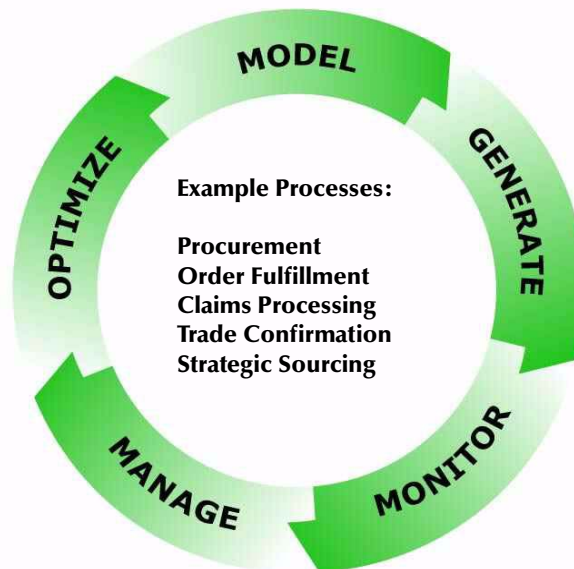 MODEL
GENERATE
MONITOR
MANAGE
OPTIMIZE
Example Processes:
Procurement
Order Fulfillment
Claims Processing
Trade Confirmation
Strategic Sourcing